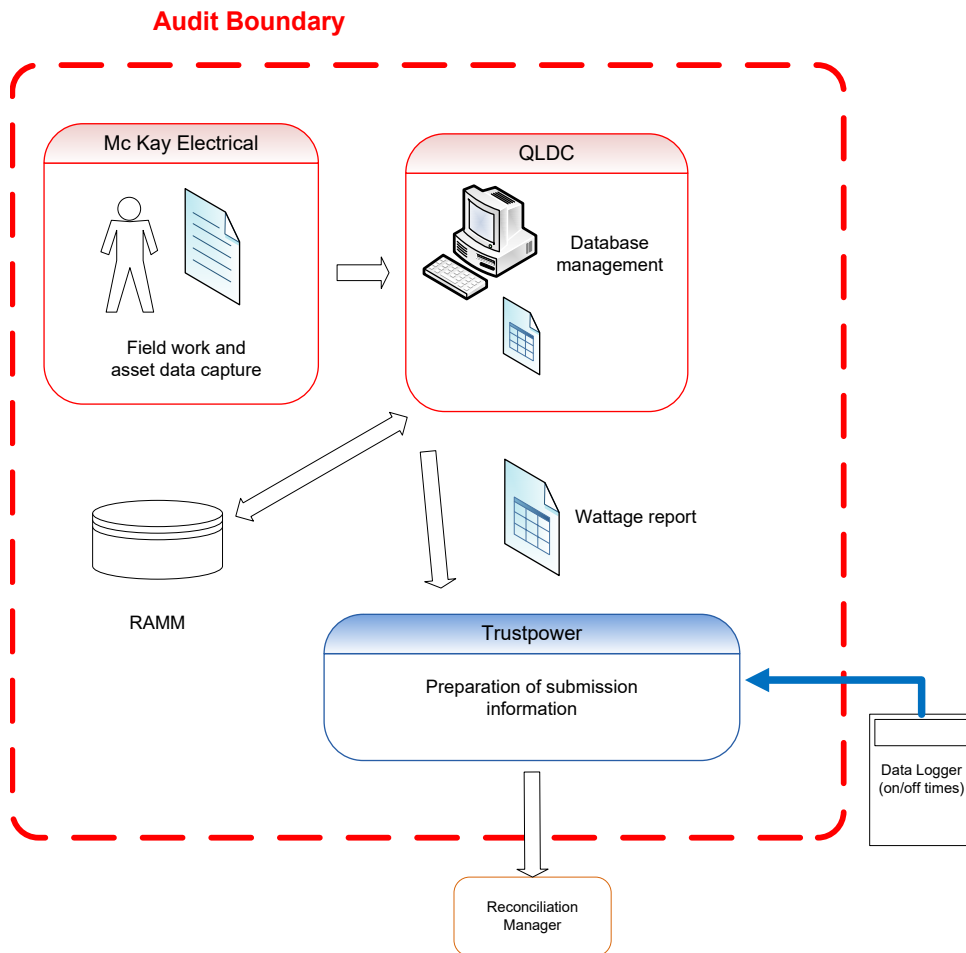 Audit Boundary
Mc Kay Electrical
QLDC
Database
management
Field work and
asset data capture
Wattage report
RAMM
Trustpower
Preparation of submission
information
Data Logger
(on/off times)
Reconciliation
Manager